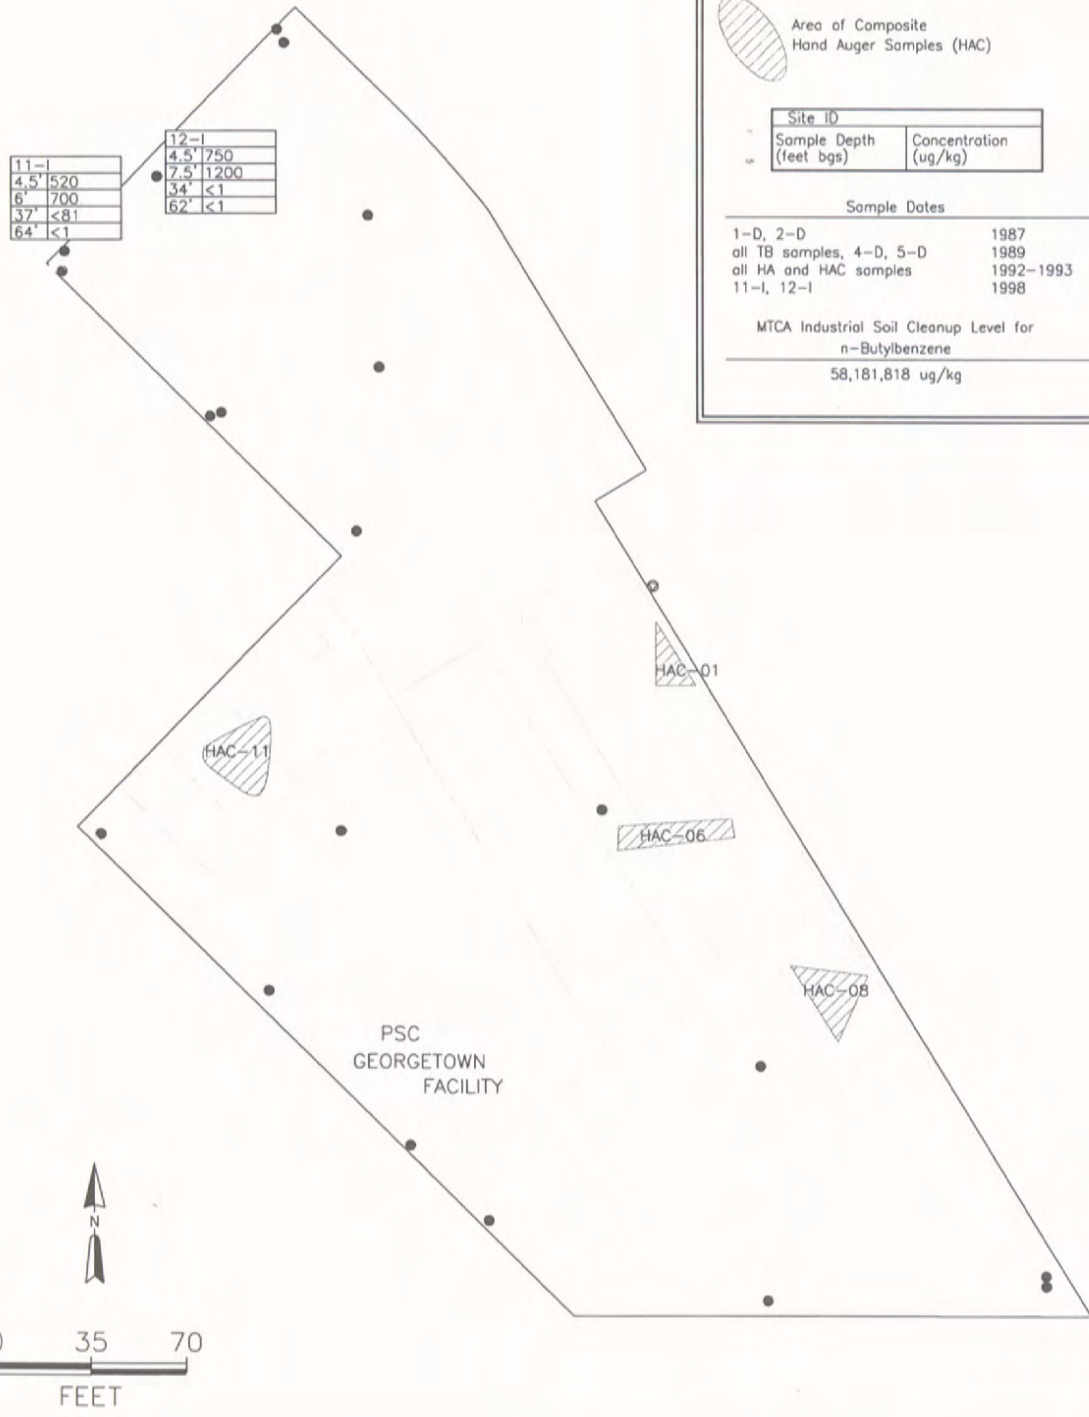 Area of Composite
Hand Auger Samples (HAC)
Site ID
Sample Depth
(feet bgs)
Concentration
(ug/kg)
Sample Dates
1-D, 2-D 1987
all TB samples, 4-D, 5-D 1989
all HA and HAC samples 1992-1993
11-I, 12-I 1998
MTCA Industrial Soil Cleanup Level for
n-Butylbenzene
58,181,818 ug/kg
12-I
4.5' 750
7.5' 1200
34' <1
62' <1
11-I
4.5' 520
6' 700
37' <81
64' <1
HAC-01
HAC-11
HAC-06
HAC-08
PSC
GEORGETOWN
FACILITY
N
35 70
FEET